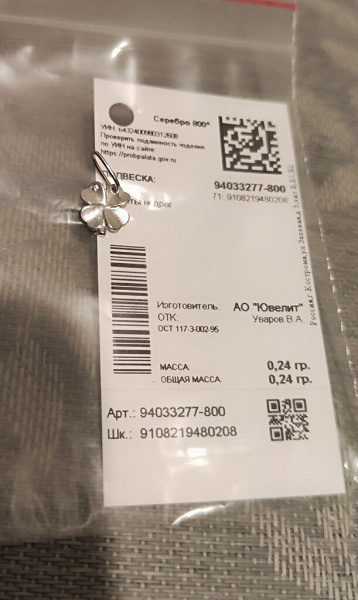 Серебро 800°
Проверить подлинность изделия
по УИН на сайте
https://probpalata.gov.ru
ПОДВЕСКА:
94033277-800
71: 9108219480208
Изготовитель: АО "Ювелит"
ОТК: Уваров В.А.
ОСТ 117-3-002-95
МАССА: 0,24 гр.
ОБЩАЯ МАССА: 0,24 гр.
Арт.: 94033277-800
Шк.: 9108219480208